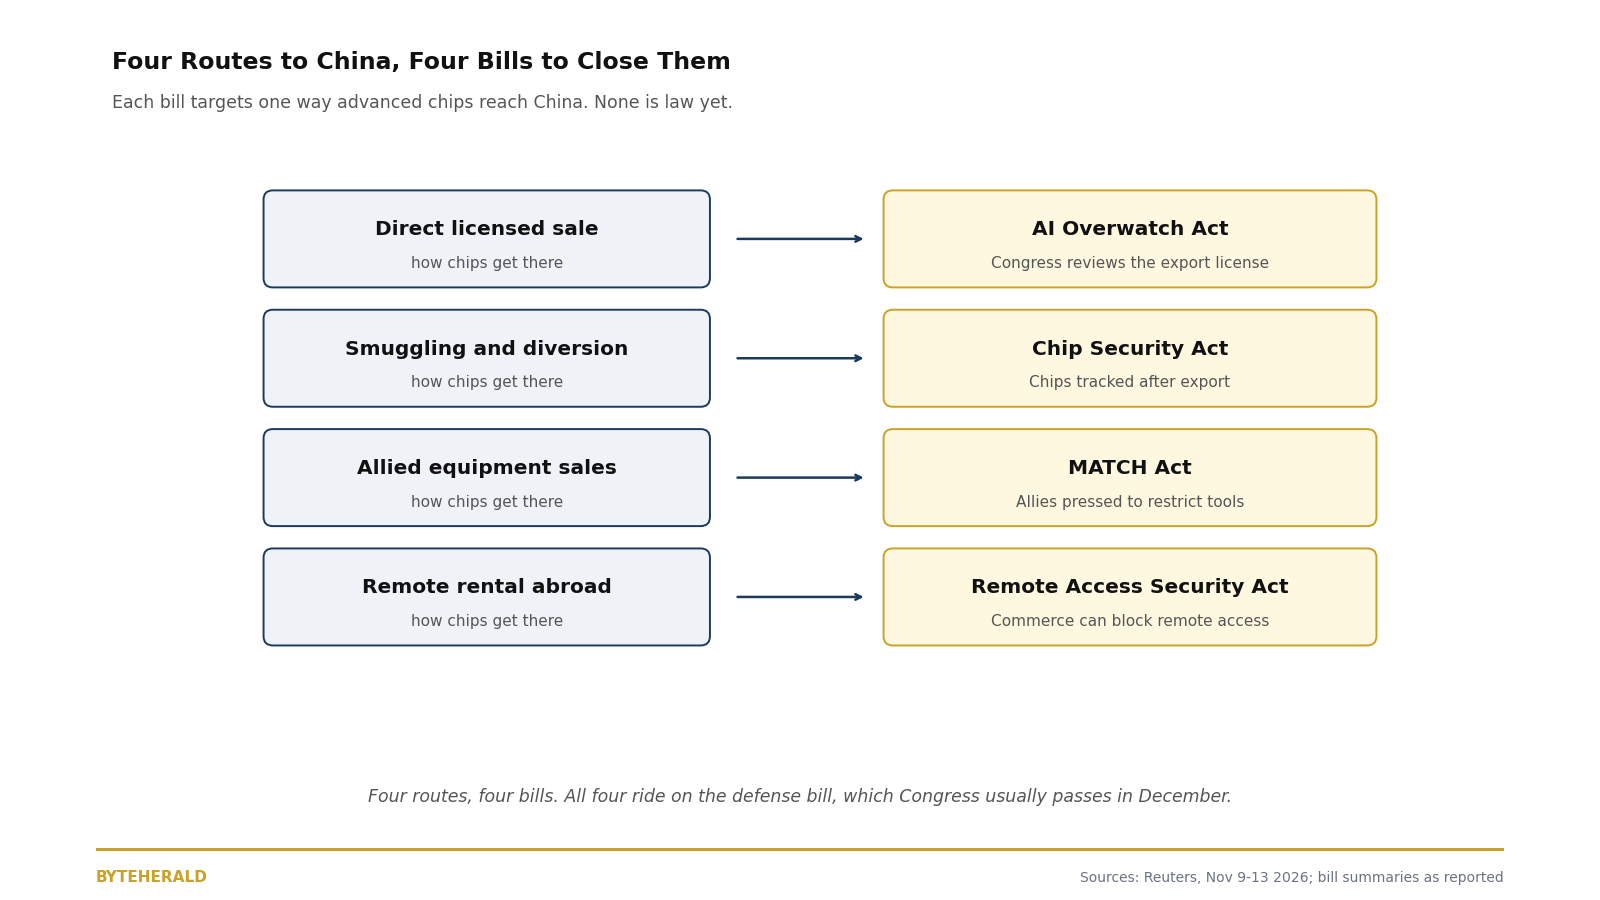 Four Routes to China, Four Bills to Close Them
Each bill targets one way advanced chips reach China. None is law yet.
Direct licensed sale
how chips get there
AI Overwatch Act
Congress reviews the export license
Smuggling and diversion
how chips get there
Chip Security Act
Chips tracked after export
Allied equipment sales
how chips get there
MATCH Act
Allies pressed to restrict tools
Remote rental abroad
how chips get there
Remote Access Security Act
Commerce can block remote access
Four routes, four bills. All four ride on the defense bill, which Congress usually passes in December.
BYTEHERALD
Sources: Reuters, Nov 9-13 2026; bill summaries as reported